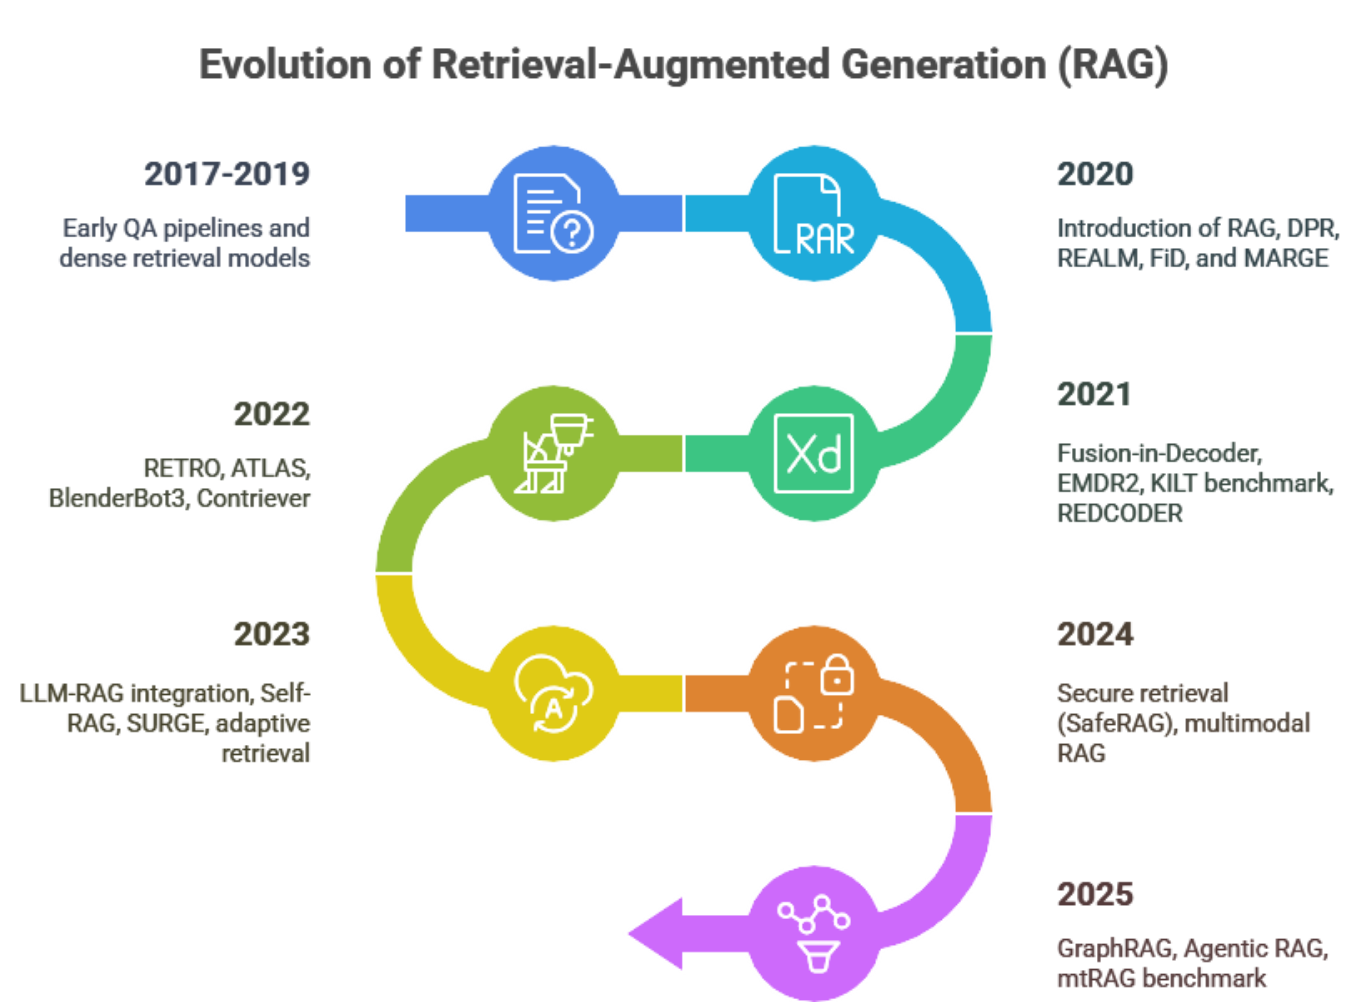 Evolution of Retrieval-Augmented Generation (RAG)
2017-2019
Early QA pipelines and
dense retrieval models
RAR
2020
Introduction of RAG, DPR,
REALM, FiD, and MARGE
2021
Fusion-in-Decoder,
EMDR2, KILT benchmark,
REDCODER
Xd
2022
RETRO, ATLAS,
BlenderBot3, Contriever
2023
LLM-RAG integration, Self-
RAG, SURGE, adaptive
retrieval
A
2024
Secure retrieval
(SafeRAG), multimodal
RAG
2025
GraphRAG, Agentic RAG,
mtRAG benchmark